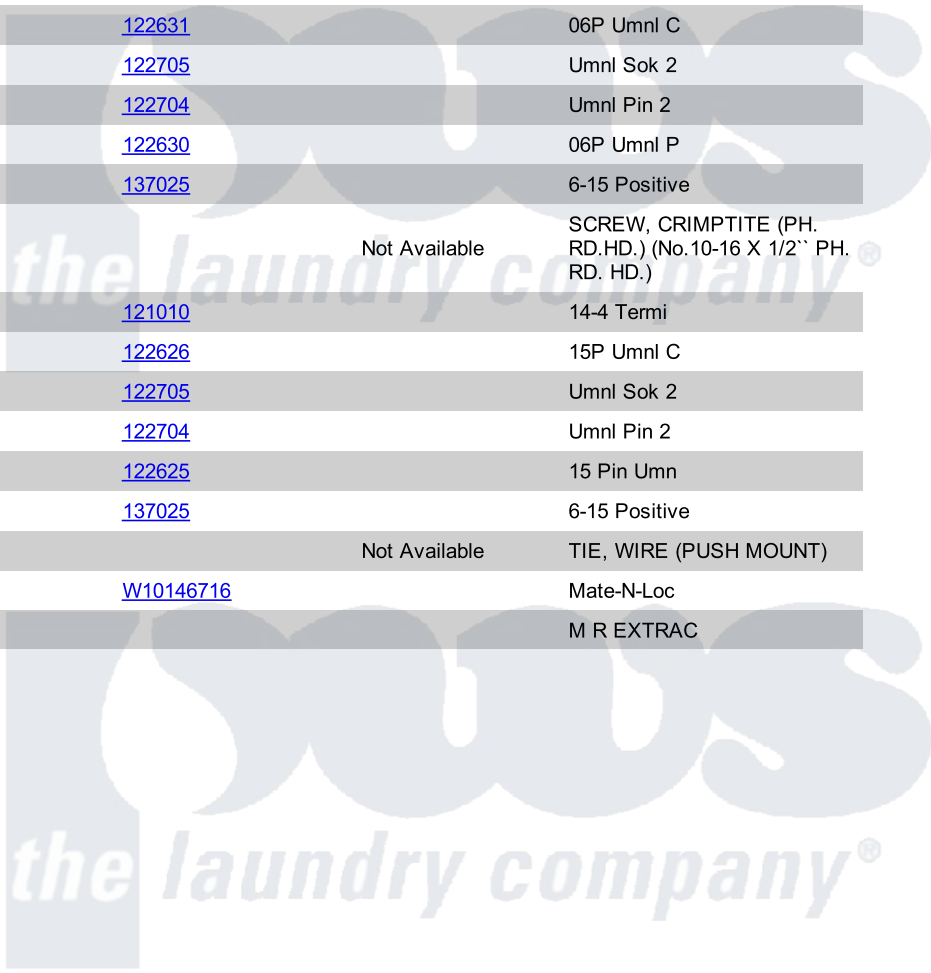 122631 06P Umnl C
122705 Umnl Sok 2
122704 Umnl Pin 2
122630 06P Umnl P
137025 6-15 Positive
SCREW, CRIMPTITE (PH.
Not Available RD.HD.) (No.10-16 X 1/2`` PH.
RD. HD.)
121010 14-4 Termi
122626 15P Umnl C
122705 Umnl Sok 2
122704 Umnl Pin 2
122625 15 Pin Umn
137025 6-15 Positive
Not Available TIE, WIRE (PUSH MOUNT)
W10146716 Mate-N-Loc
M R EXTRAC
pws
the laundry company®
pws
the laundry company®